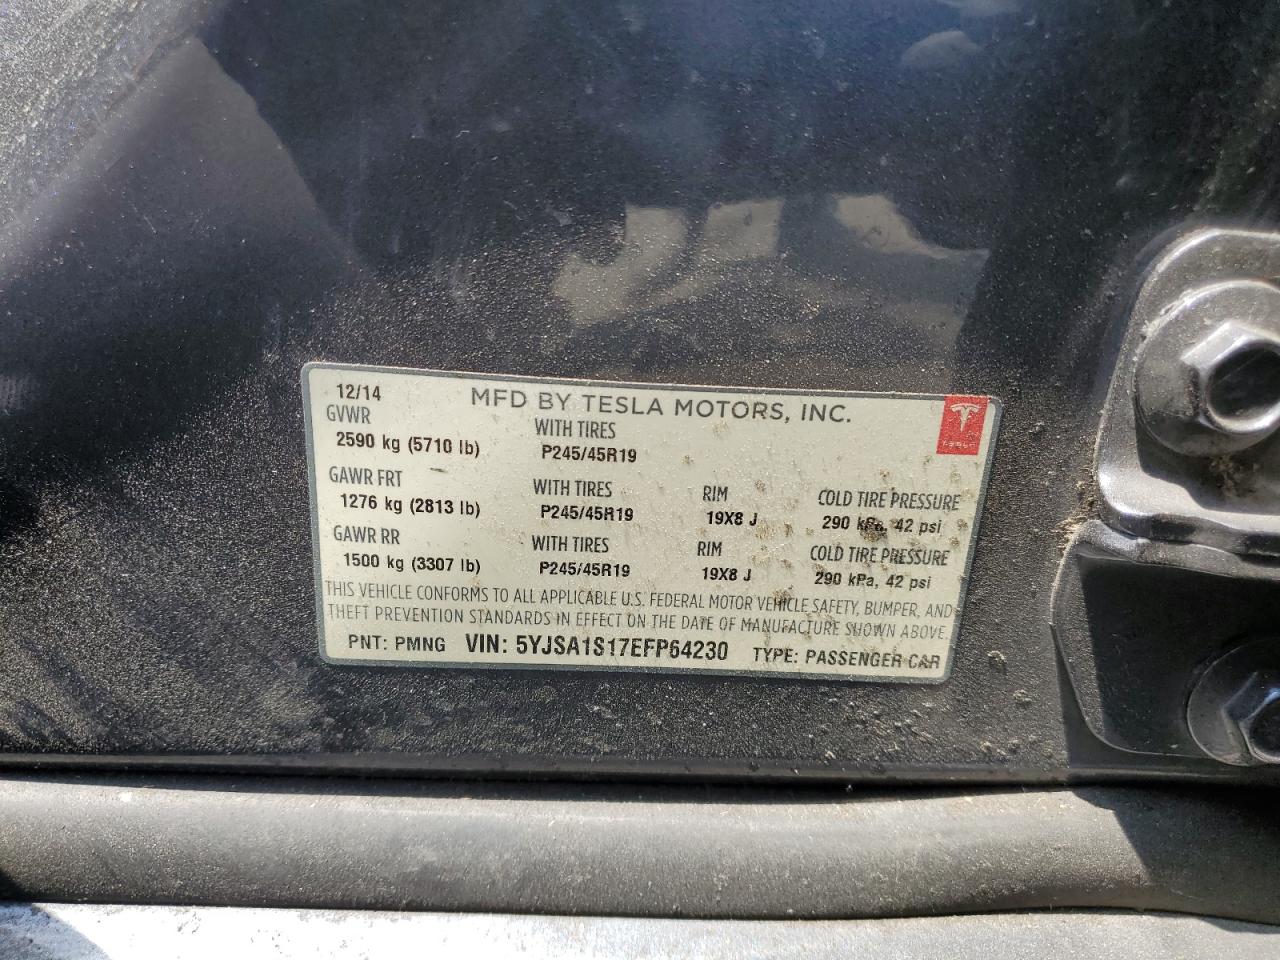 12/14 MFD BY TESLA MOTORS, INC.
GVWR WITH TIRES TESLA
2590 kg (5710 lb) P245/45R19
GAWR FRT WITH TIRES RIM COLD TIRE PRESSURE
1276 kg (2813 lb) P245/45R19 19X8 J 290 kPa, 42 psi
GAWR RR WITH TIRES RIM COLD TIRE PRESSURE
1500 kg (3307 lb) P245/45R19 19X8 J 290 kPa, 42 psi
THIS VEHICLE CONFORMS TO ALL APPLICABLE U.S. FEDERAL MOTOR VEHICLE SAFETY, BUMPER, AND
THEFT PREVENTION STANDARDS IN EFFECT ON THE DATE OF MANUFACTURE SHOWN ABOVE.
PNT: PMNG VIN: 5YJSA1S17EFP64230 TYPE: PASSENGER CAR